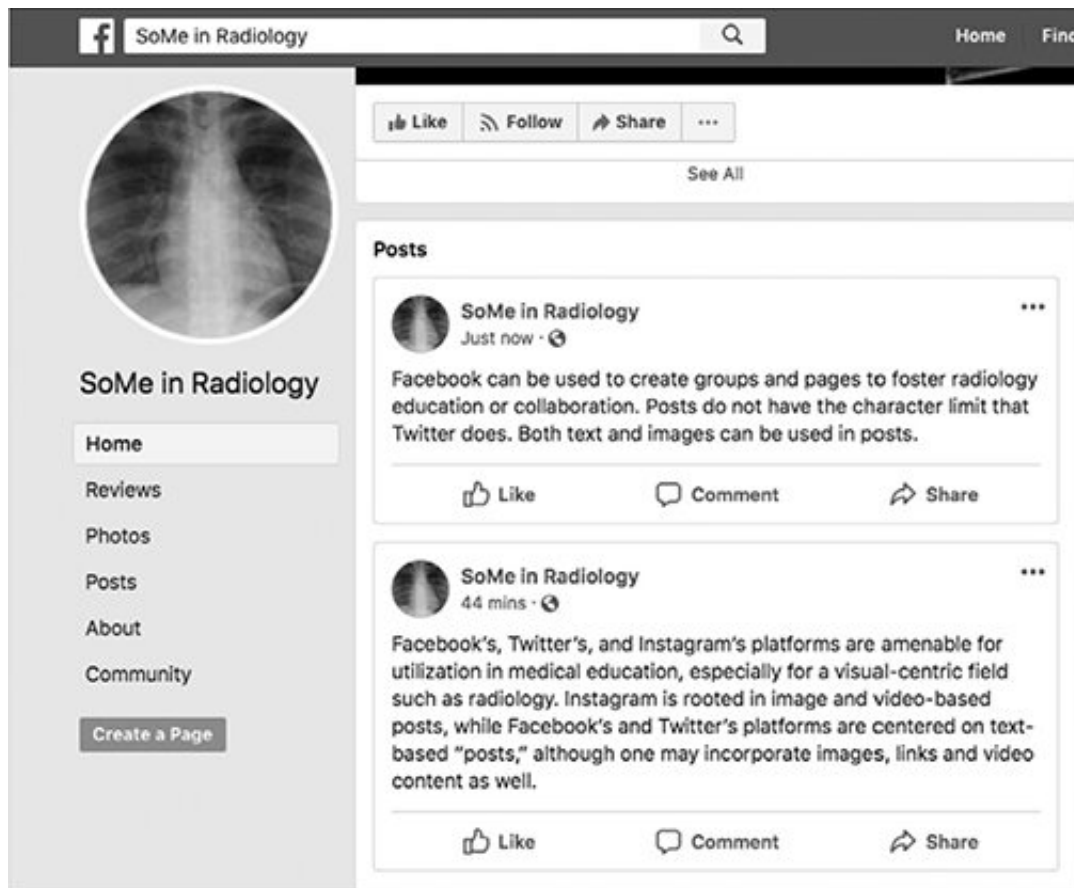 f SoMe in Radiology Home
Like Follow Share ...
See All
SoMe in Radiology
Home
Reviews
Photos
Posts
About
Community
Create a Page
Posts
SoMe in Radiology
Just now ·
Facebook can be used to create groups and pages to foster radiology
education or collaboration. Posts do not have the character limit that
Twitter does. Both text and images can be used in posts.
Like Comment Share
SoMe in Radiology
44 mins ·
Facebook's, Twitter's, and Instagram's platforms are amenable for
utilization in medical education, especially for a visual-centric field
such as radiology. Instagram is rooted in image and video-based
posts, while Facebook's and Twitter's platforms are centered on text-
based “posts,” although one may incorporate images, links and video
content as well.
Like Comment Share